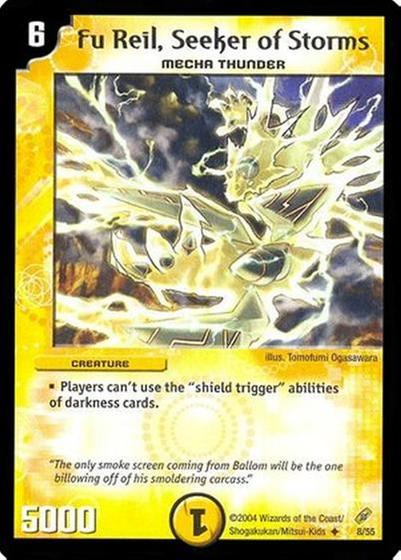 6
Fu Reil, Seeker of Storms
MECHA THUNDER
illus. Tomofumi Ogasawara
CREATURE
▪ Players can't use the "shield trigger" abilities
of darkness cards.
"The only smoke screen coming from Ballom will be the one
billowing off of his smoldering carcass."
5000
1
©2004 Wizards of the Coast/
Shogakukan/Mitsui-Kids ✦ 8/55